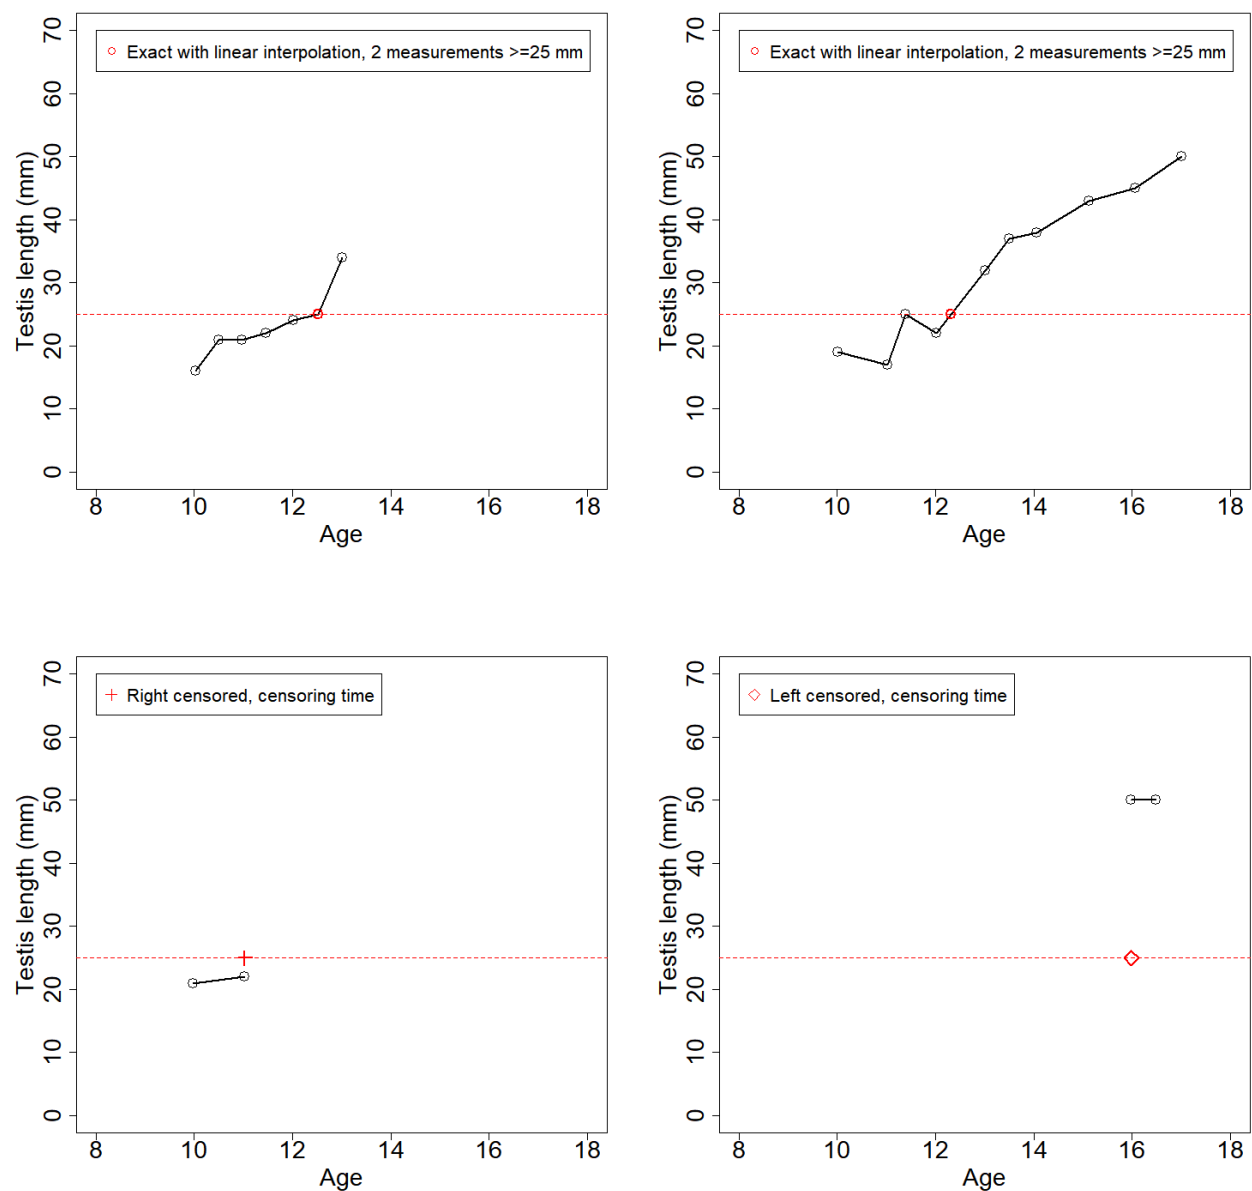 Exact with linear interpolation, 2 measurements >=25 mm
Testis length (mm)
70
60
50
40
30
20
10
0
8 10 12 14 16 18
Age
Exact with linear interpolation, 2 measurements >=25 mm
Testis length (mm)
70
60
50
40
30
20
10
0
8 10 12 14 16 18
Age
Right censored, censoring time
Testis length (mm)
70
60
50
40
30
20
10
0
8 10 12 14 16 18
Age
Left censored, censoring time
Testis length (mm)
70
60
50
40
30
20
10
0
8 10 12 14 16 18
Age